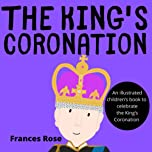 THE KING'S
CORONATION
An illustrated
children's book to
celebrate
the King's
Coronation
Frances Rose